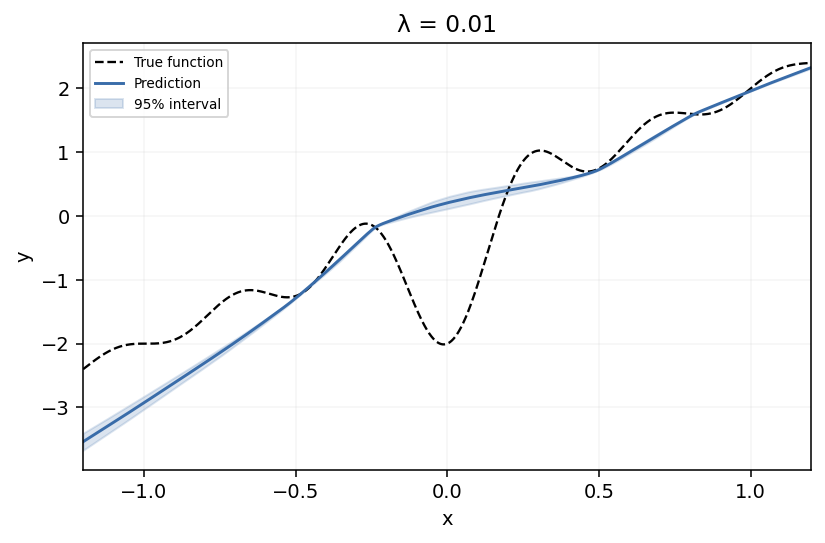 λ = 0.01
True function
Prediction
95% interval
y
2
1
0
−1
−2
−3
−1.0 −0.5 0.0 0.5 1.0
x